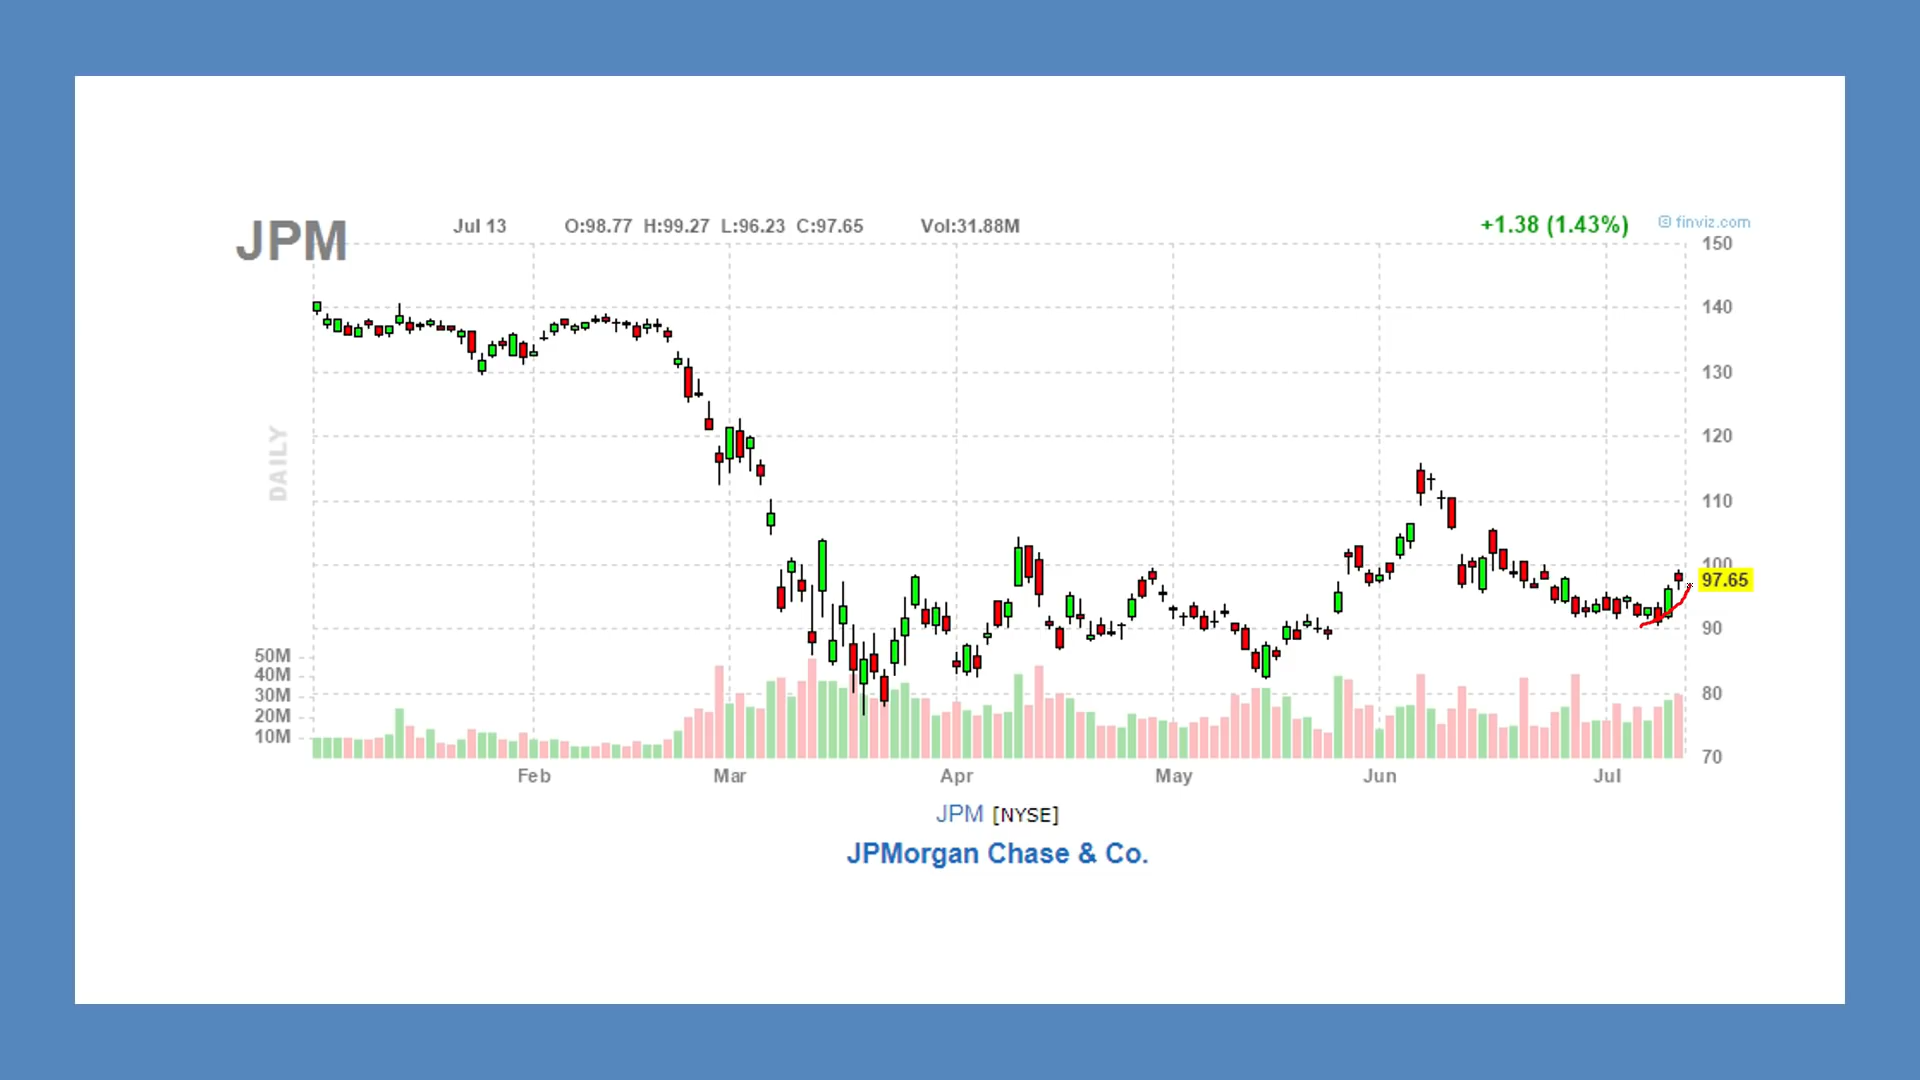 JPM Jul 13 O:98.77 H:99.27 L:96.23 C:97.65 Vol:31.88M +1.38 (1.43%) © finviz.com
150
140
130
120
DAILY
110
100
97.65
90
50M
40M
30M
80
20M
10M
70
Feb Mar Apr May Jun Jul
JPM [NYSE]
JPMorgan Chase & Co.